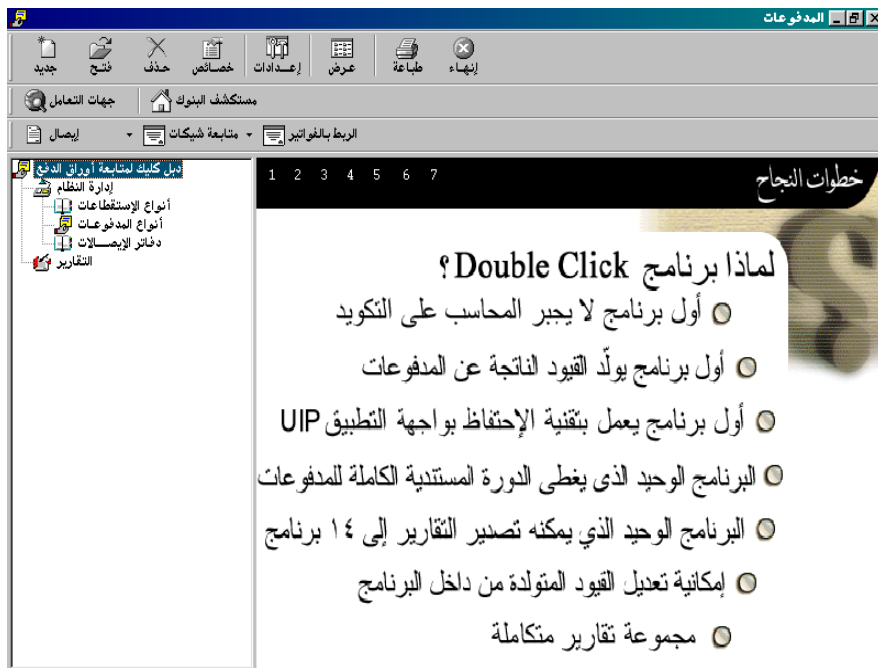 المدفوعات
جديد فتح حذف خصائص إعدادات عرض طباعة إنهاء
جهات التعامل مستكشف البنوك
إيصال متابعة شيكات الربط بالفواتير
دبل كليك لمتابعة أوراق الدفع
إدارة النظام
أنواع الإستقطاعات
أنواع المدفوعات
دفاتر الإيصالات
التقارير
1 2 3 4 5 6 7
خطوات النجاح
لماذا برنامج Double Click ؟
أول برنامج لا يجبر المحاسب على التكويد
أول برنامج يولّد القيود الناتجة عن المدفوعات
أول برنامج يعمل بتقنية الإحتفاظ بواجهة التطبيق UIP
البرنامج الوحيد الذى يغطى الدورة المستندية الكاملة للمدفوعات
البرنامج الوحيد الذي يمكنه تصدير التقارير إلى ١٤ برنامج
إمكانية تعديل القيود المتولدة من داخل البرنامج
مجموعة تقارير متكاملة